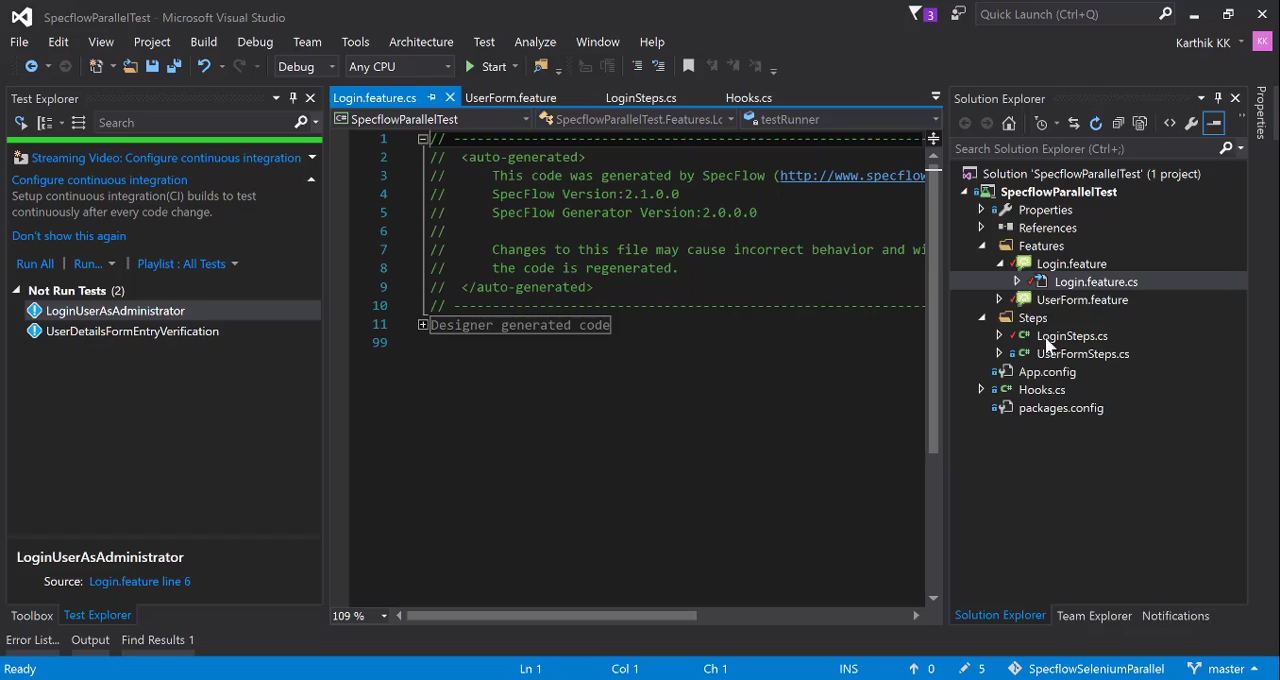 SpecflowParallelTest - Microsoft Visual Studio
3
Quick Launch (Ctrl+Q)
File Edit View Project Build Debug Team Tools Architecture Test Analyze Window Help
Karthik KK
KK
Debug Any CPU Start
Test Explorer
Search
Streaming Video: Configure continuous integration
Configure continuous integration
Setup continuous integration(CI) builds to test
continuously after every code change.
Don't show this again
Run All Run... Playlist : All Tests
Not Run Tests (2)
LoginUserAsAdministrator
UserDetailsFormEntryVerification
LoginUserAsAdministrator
Source: Login.feature line 6
Toolbox Test Explorer
Error List... Output Find Results 1
Login.feature.cs UserForm.feature LoginSteps.cs Hooks.cs
SpecflowParallelTest SpecflowParallelTest.Features.Lo testRunner
1 // ------------------------------------------------------------------------------
2 // <auto-generated>
3 // This code was generated by SpecFlow (http://www.specflow
4 // SpecFlow Version:2.1.0.0
5 // SpecFlow Generator Version:2.0.0.0
6 //
7 // Changes to this file may cause incorrect behavior and wi
8 // the code is regenerated.
9 // </auto-generated>
10 // ------------------------------------------------------------------------------
11 Designer generated code
99
109 %
Solution Explorer
Search Solution Explorer (Ctrl+;)
Solution 'SpecflowParallelTest' (1 project)
SpecflowParallelTest
Properties
References
Features
Login.feature
Login.feature.cs
UserForm.feature
Steps
LoginSteps.cs
UserFormSteps.cs
App.config
Hooks.cs
packages.config
Solution Explorer Team Explorer Notifications
Properties
Ready Ln 1 Col 1 Ch 1 INS 0 5 SpecflowSeleniumParallel master